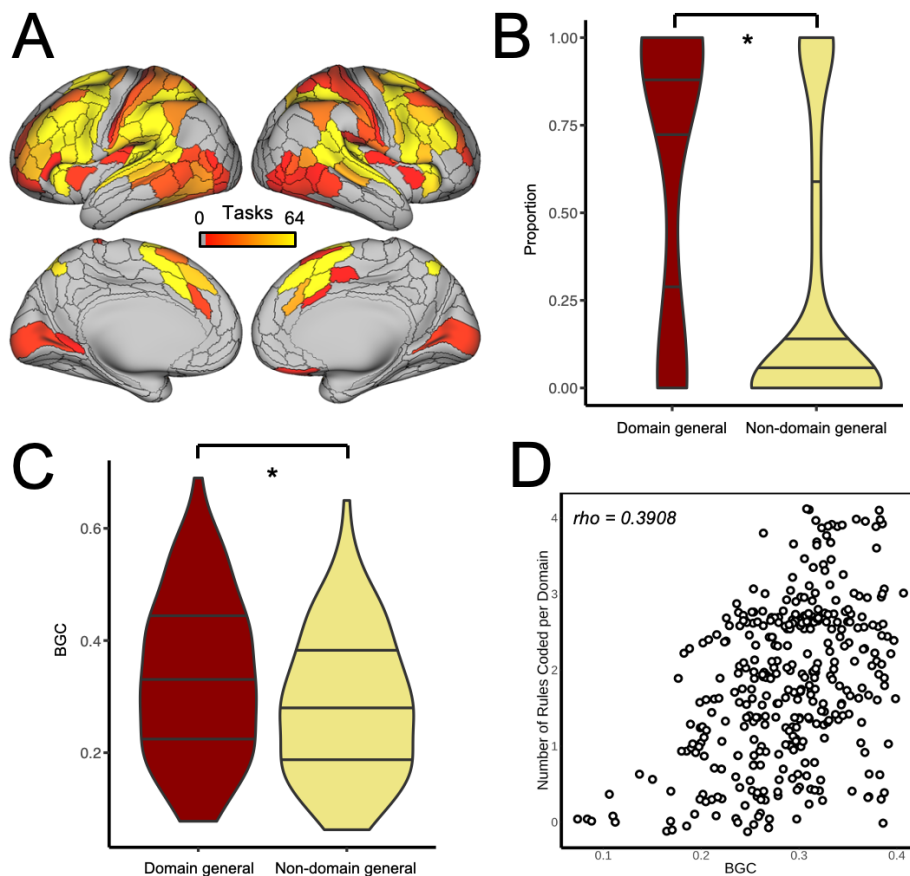 A
0 Tasks 64
B
*
1.00
0.75
0.50
0.25
0.00
Proportion
Domain general Non-domain general
C
*
0.6
0.4
0.2
BGC
Domain general Non-domain general
D
rho = 0.3908
4
3
2
1
0
Number of Rules Coded per Domain
0.1 0.2 0.3 0.4
BGC